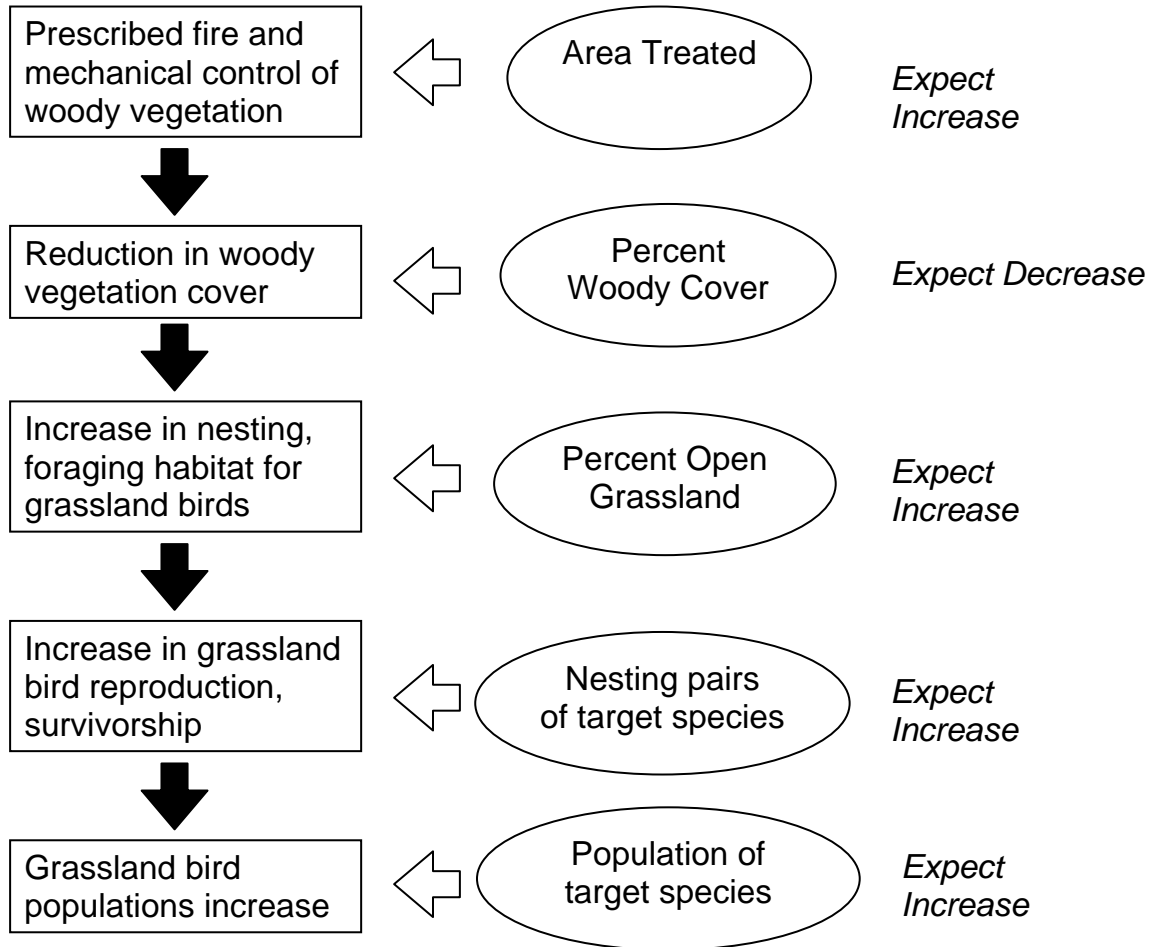 Prescribed fire and
mechanical control of
woody vegetation
Area Treated
Expect
Increase
Reduction in woody
vegetation cover
Percent
Woody Cover
Expect Decrease
Increase in nesting,
foraging habitat for
grassland birds
Percent Open
Grassland
Expect
Increase
Increase in grassland
bird reproduction,
survivorship
Nesting pairs
of target species
Expect
Increase
Grassland bird
populations increase
Population of
target species
Expect
Increase